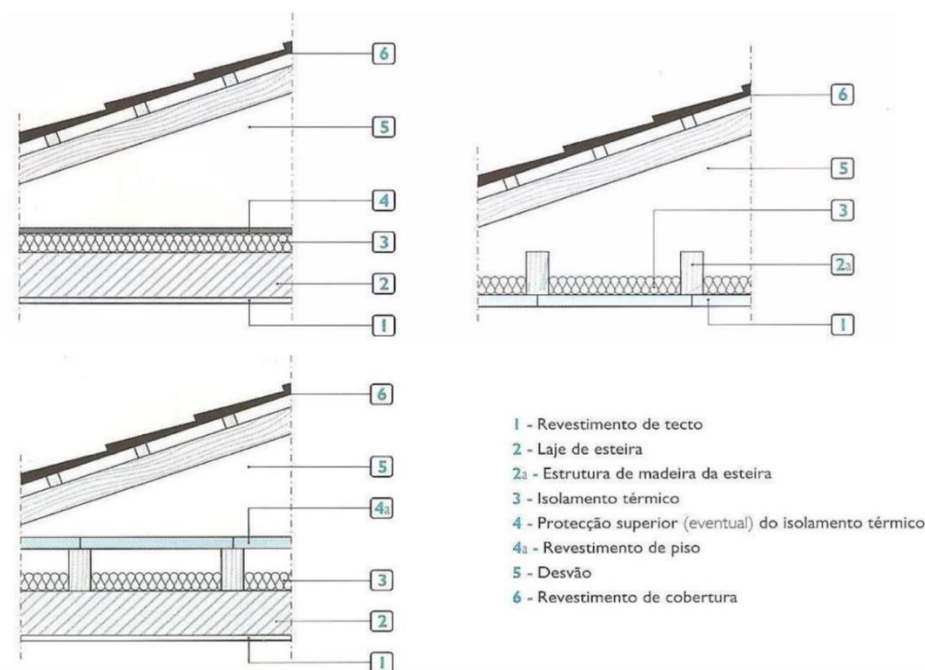 6
5
4
3
2
1
6
5
3
2a
1
6
5
4a
3
2
1
1 - Revestimento de tecto
2 - Laje de esteira
2a - Estrutura de madeira da esteira
3 - Isolamento térmico
4 - Protecção superior (eventual) do isolamento térmico
4a - Revestimento de piso
5 - Desvão
6 - Revestimento de cobertura